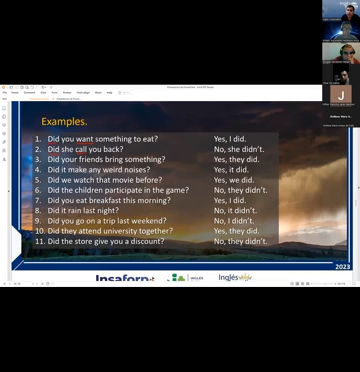 Examples.
1. Did you want something to eat? Yes, I did.
2. Did she call you back? No, she didn't.
3. Did your friends bring something? Yes, they did.
4. Did it make any weird noises? Yes, it did.
5. Did we watch that movie before? Yes, we did.
6. Did the children participate in the game? No, they didn't.
7. Did you eat breakfast this morning? Yes, I did.
8. Did it rain last night? No, it didn't.
9. Did you go on a trip last weekend? No, I didn't.
10. Did they attend university together? Yes, they did.
11. Did the store give you a discount? No, they didn't.
2023
Insaforp
INGLÉS
Inglés
J